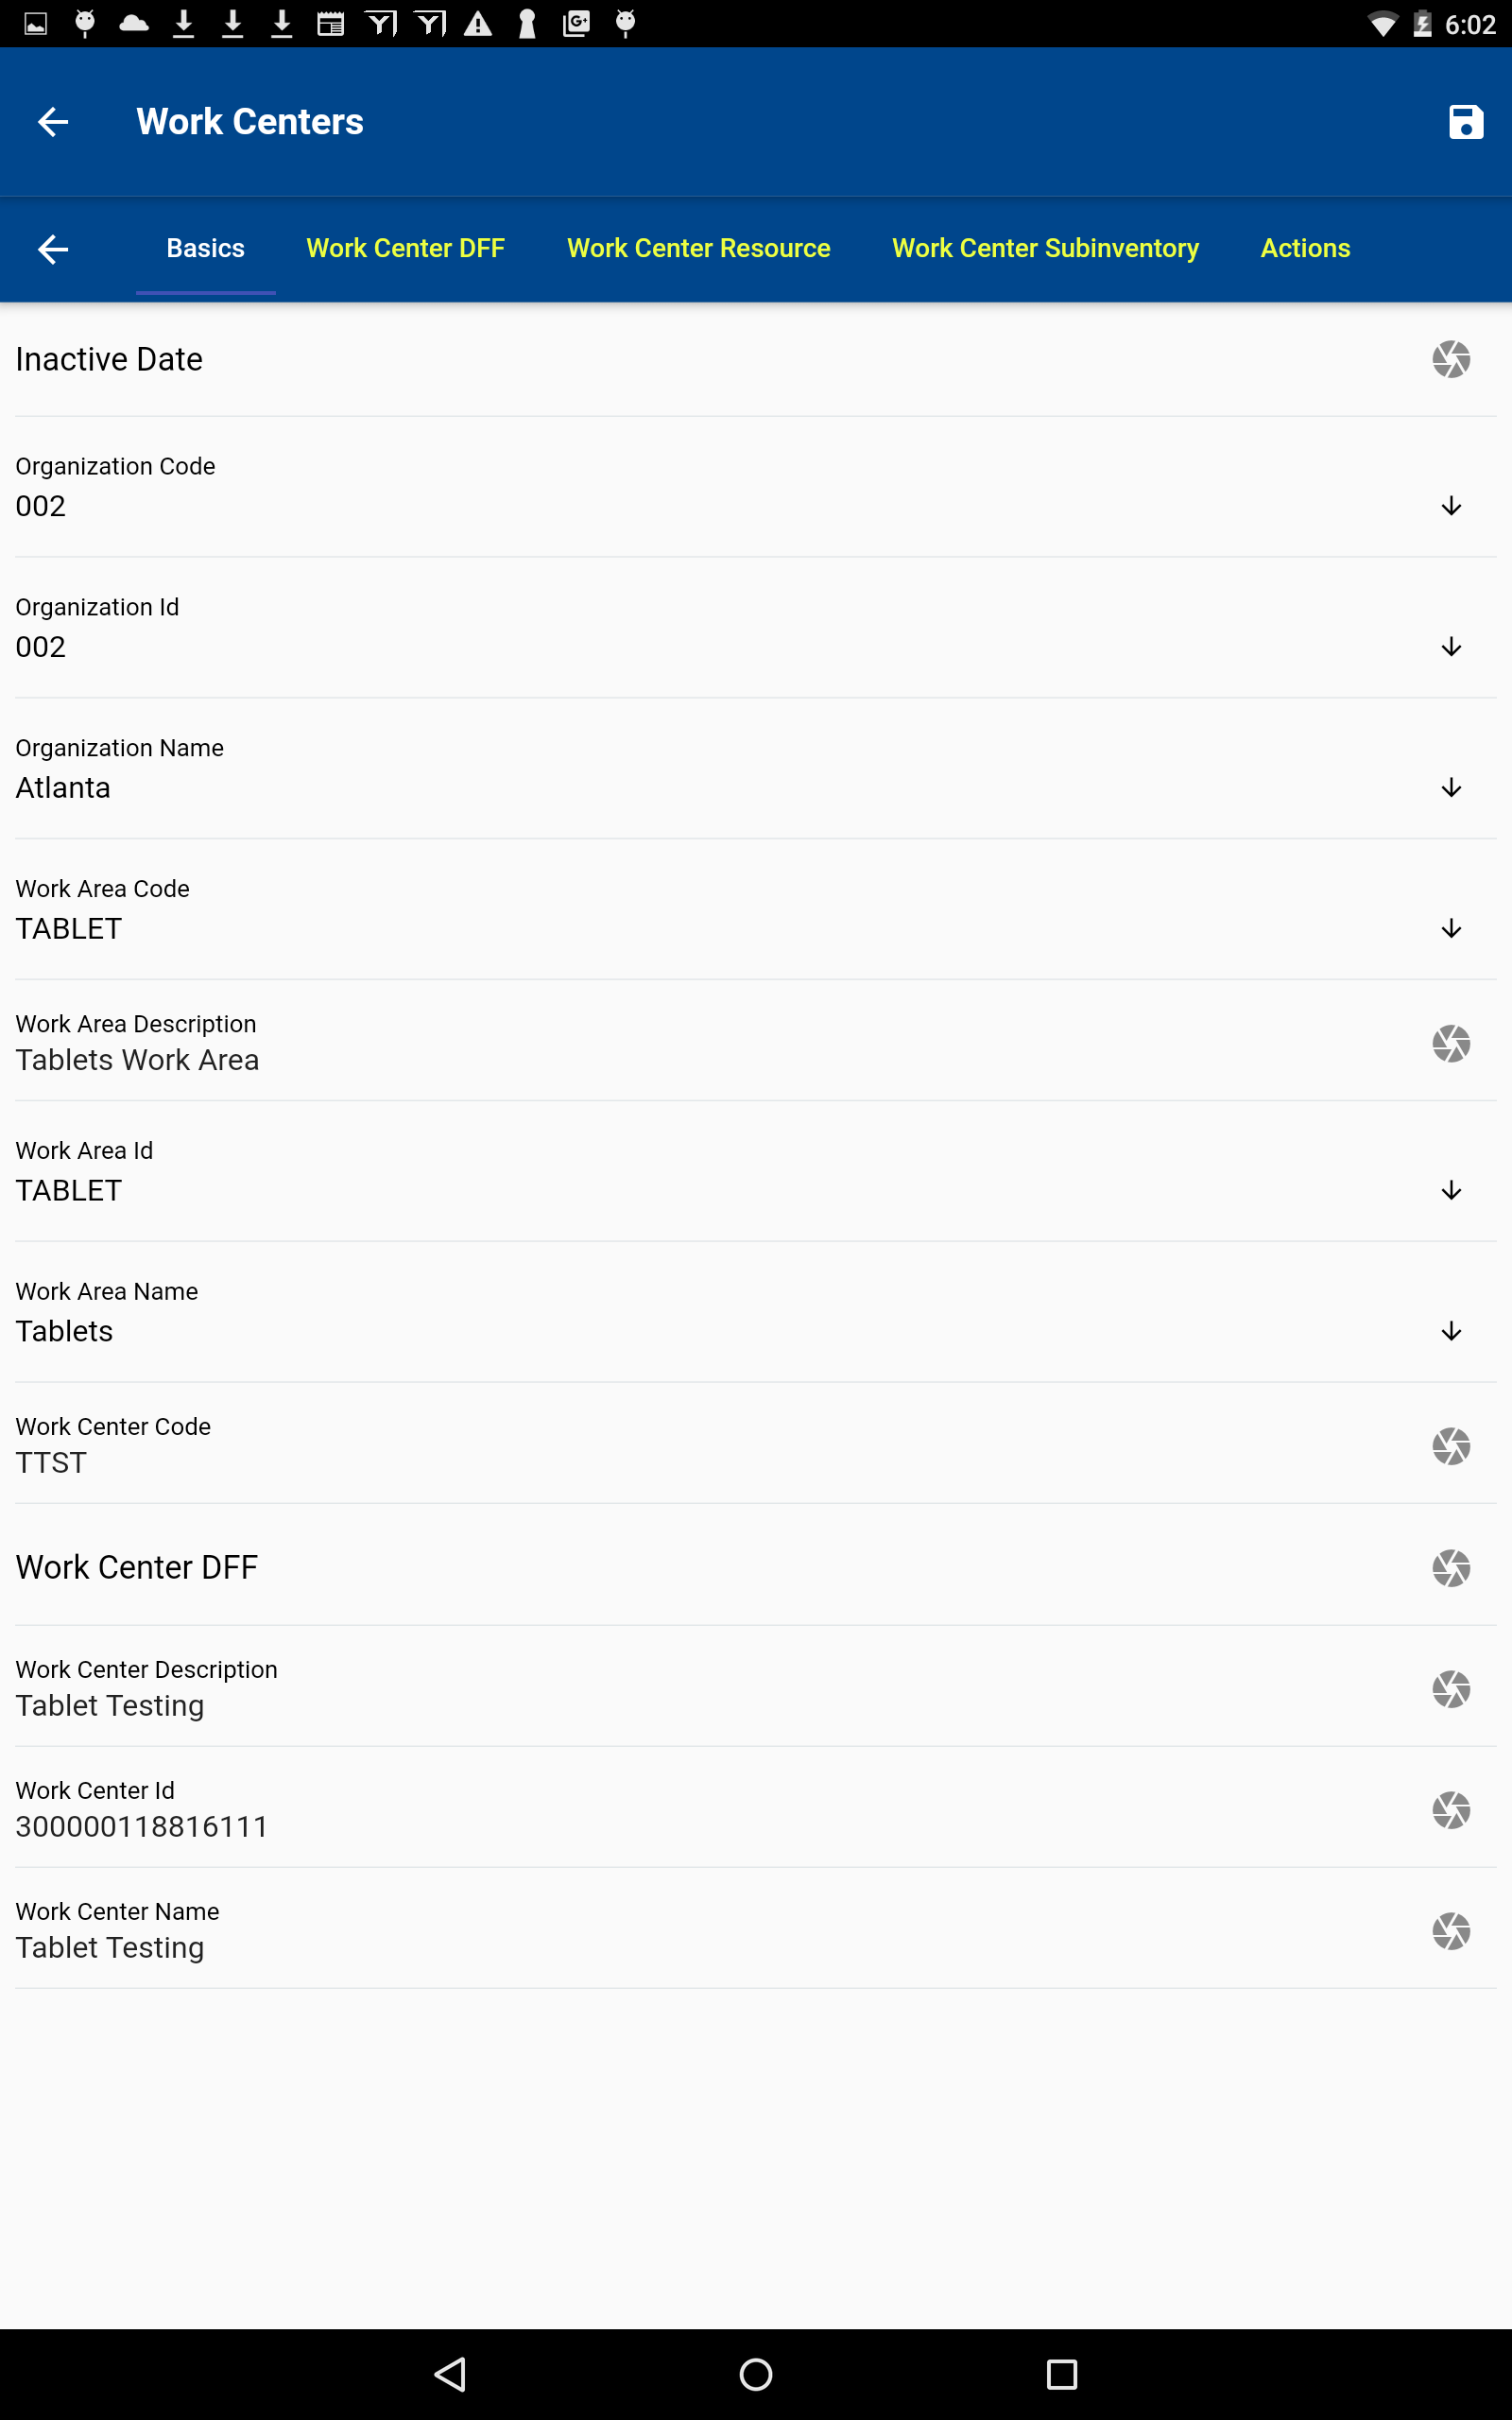 6:02
Work Centers
Basics Work Center DFF Work Center Resource Work Center Subinventory Actions
Inactive Date
Organization Code
002
Organization Id
002
Organization Name
Atlanta
Work Area Code
TABLET
Work Area Description
Tablets Work Area
Work Area Id
TABLET
Work Area Name
Tablets
Work Center Code
TTST
Work Center DFF
Work Center Description
Tablet Testing
Work Center Id
300000118816111
Work Center Name
Tablet Testing